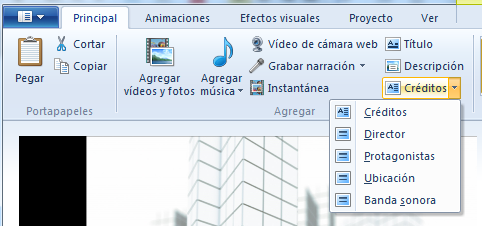 Principal Animaciones Efectos visuales Proyecto Ver
Pegar
Cortar
Copiar
Portapapeles
Agregar
vídeos y fotos
Agregar
música
Vídeo de cámara web
Grabar narración
Instantánea
Título
Descripción
Créditos
Agregar
Créditos
Director
Protagonistas
Ubicación
Banda sonora